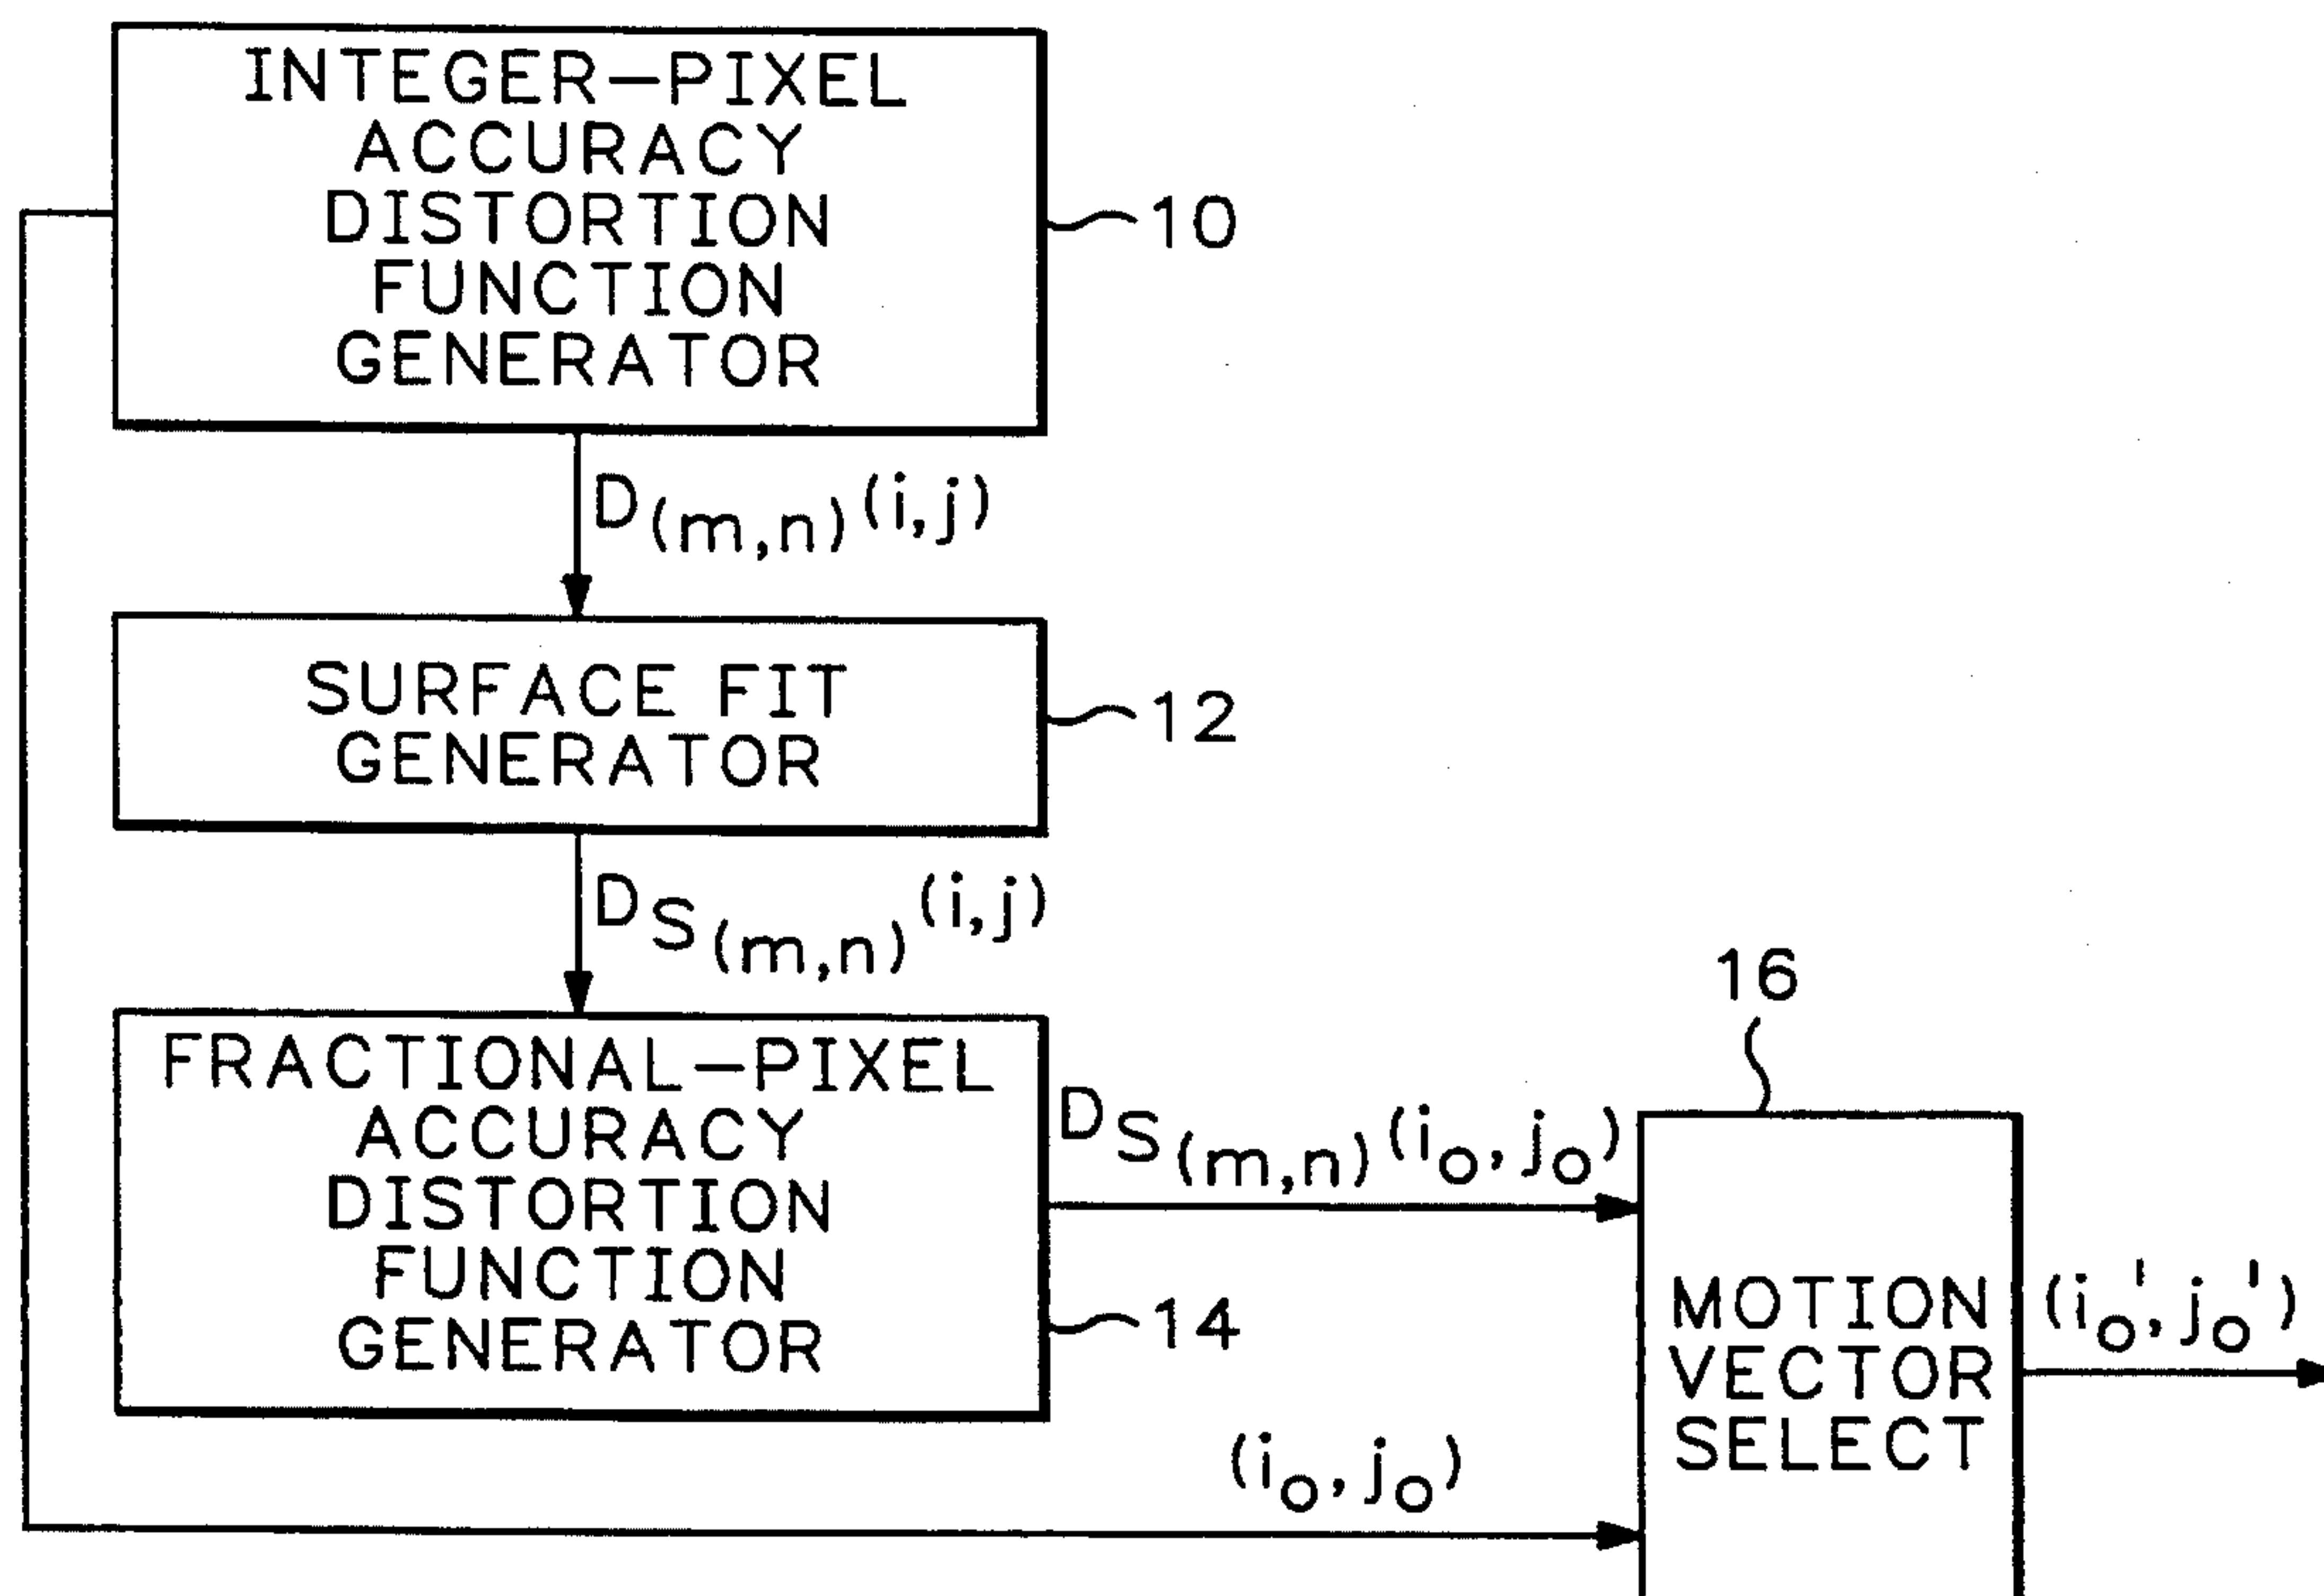 INTEGER-PIXEL
ACCURACY
DISTORTION
FUNCTION
GENERATOR
10
D(m,n)(i,j)
SURFACE FIT
GENERATOR
12
DS(m,n)(i,j)
FRACTIONAL-PIXEL
ACCURACY
DISTORTION
FUNCTION
GENERATOR
14
DS(m,n)(io,jo)
16
MOTION
VECTOR
SELECT
(io',jo')
(io,jo)